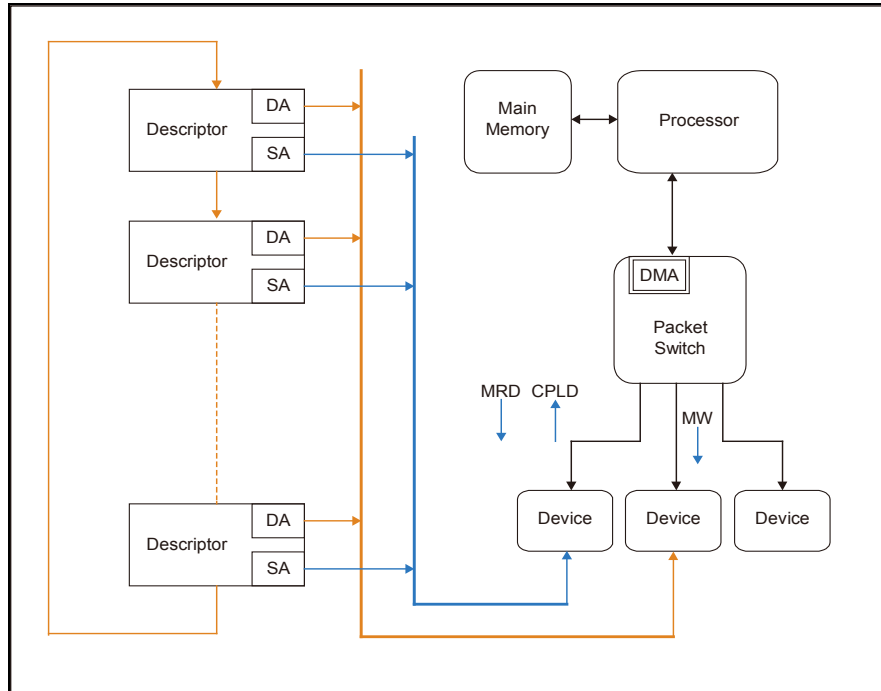 DA
Descriptor
SA
DA
Descriptor
SA
DA
Descriptor
SA
Main
Memory
Processor
DMA
Packet
Switch
MRD CPLD
MW
Device
Device
Device